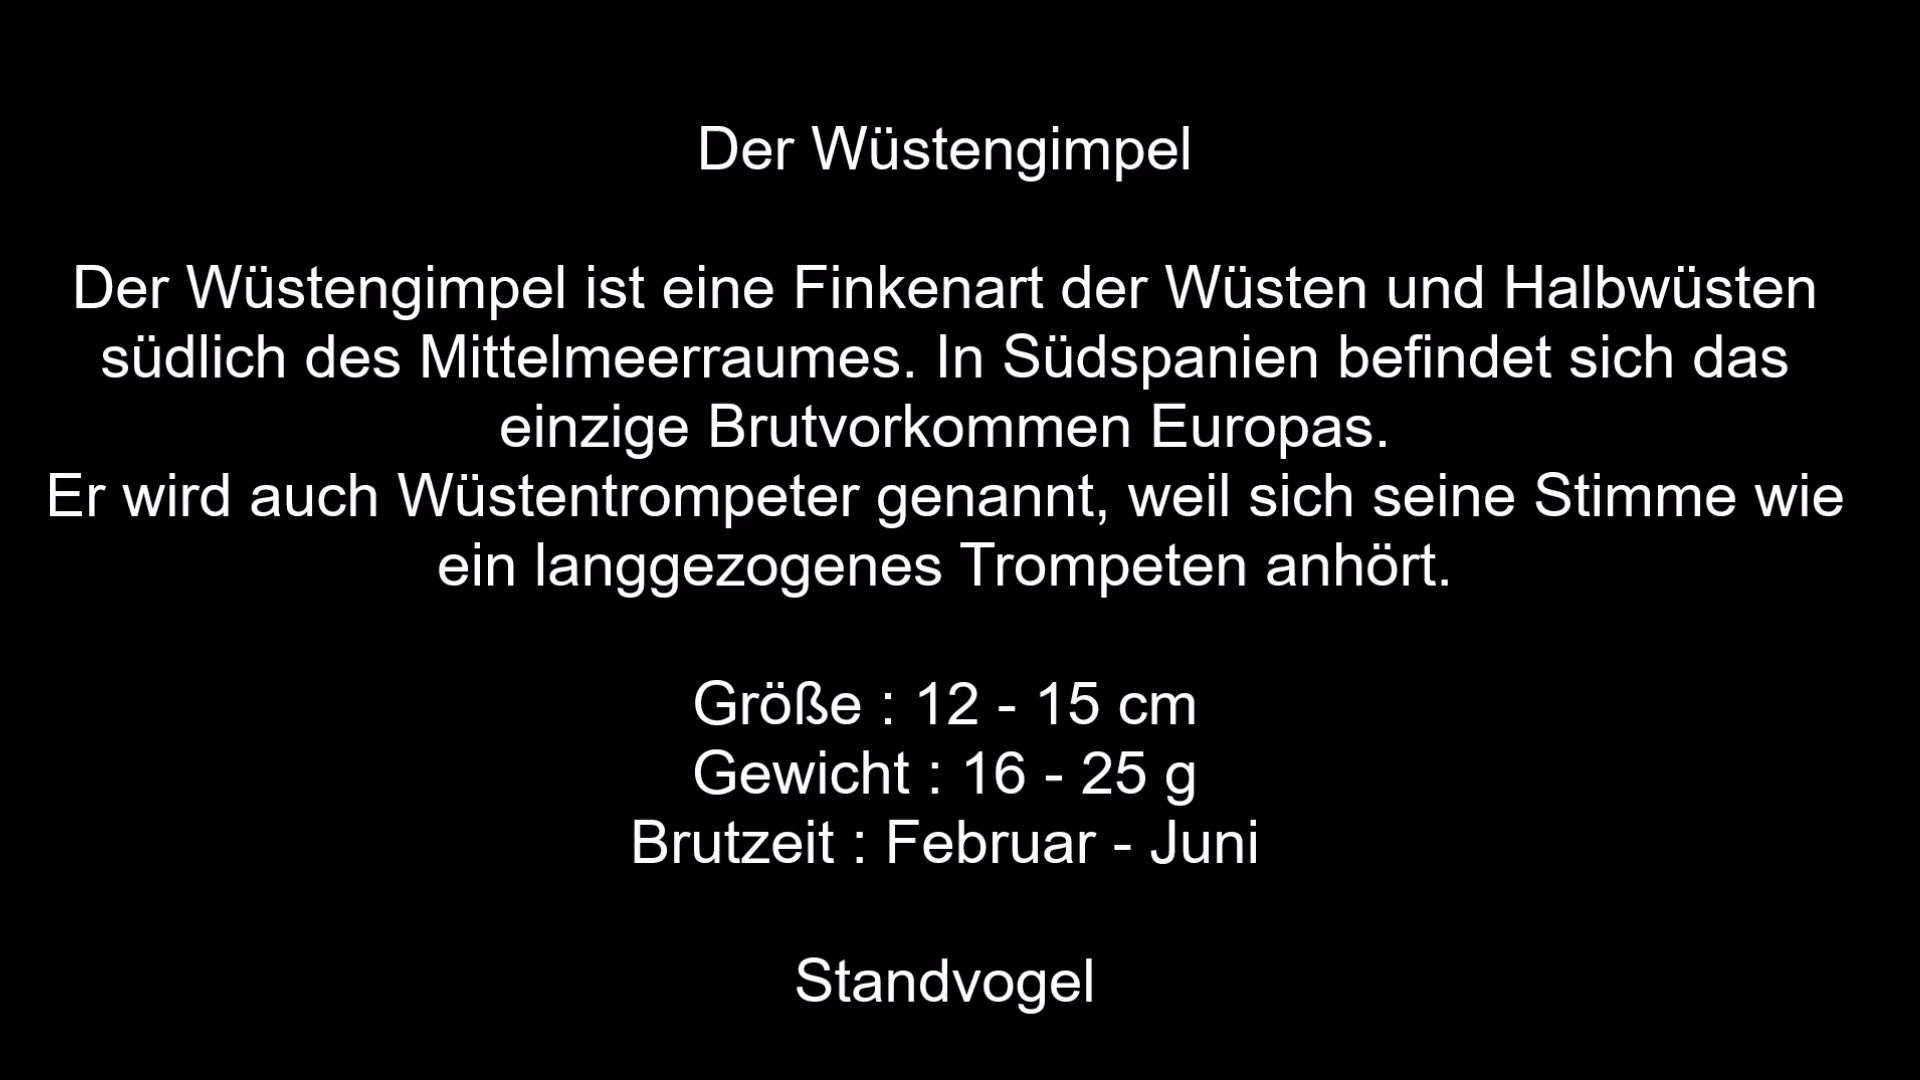 Der Wüstengimpel
Der Wüstengimpel ist eine Finkenart der Wüsten und Halbwüsten
südlich des Mittelmeerraumes. In Südspanien befindet sich das
einzige Brutvorkommen Europas.
Er wird auch Wüstentrompeter genannt, weil sich seine Stimme wie
ein langgezogenes Trompeten anhört.
Größe : 12 - 15 cm
Gewicht : 16 - 25 g
Brutzeit : Februar - Juni
Standvogel